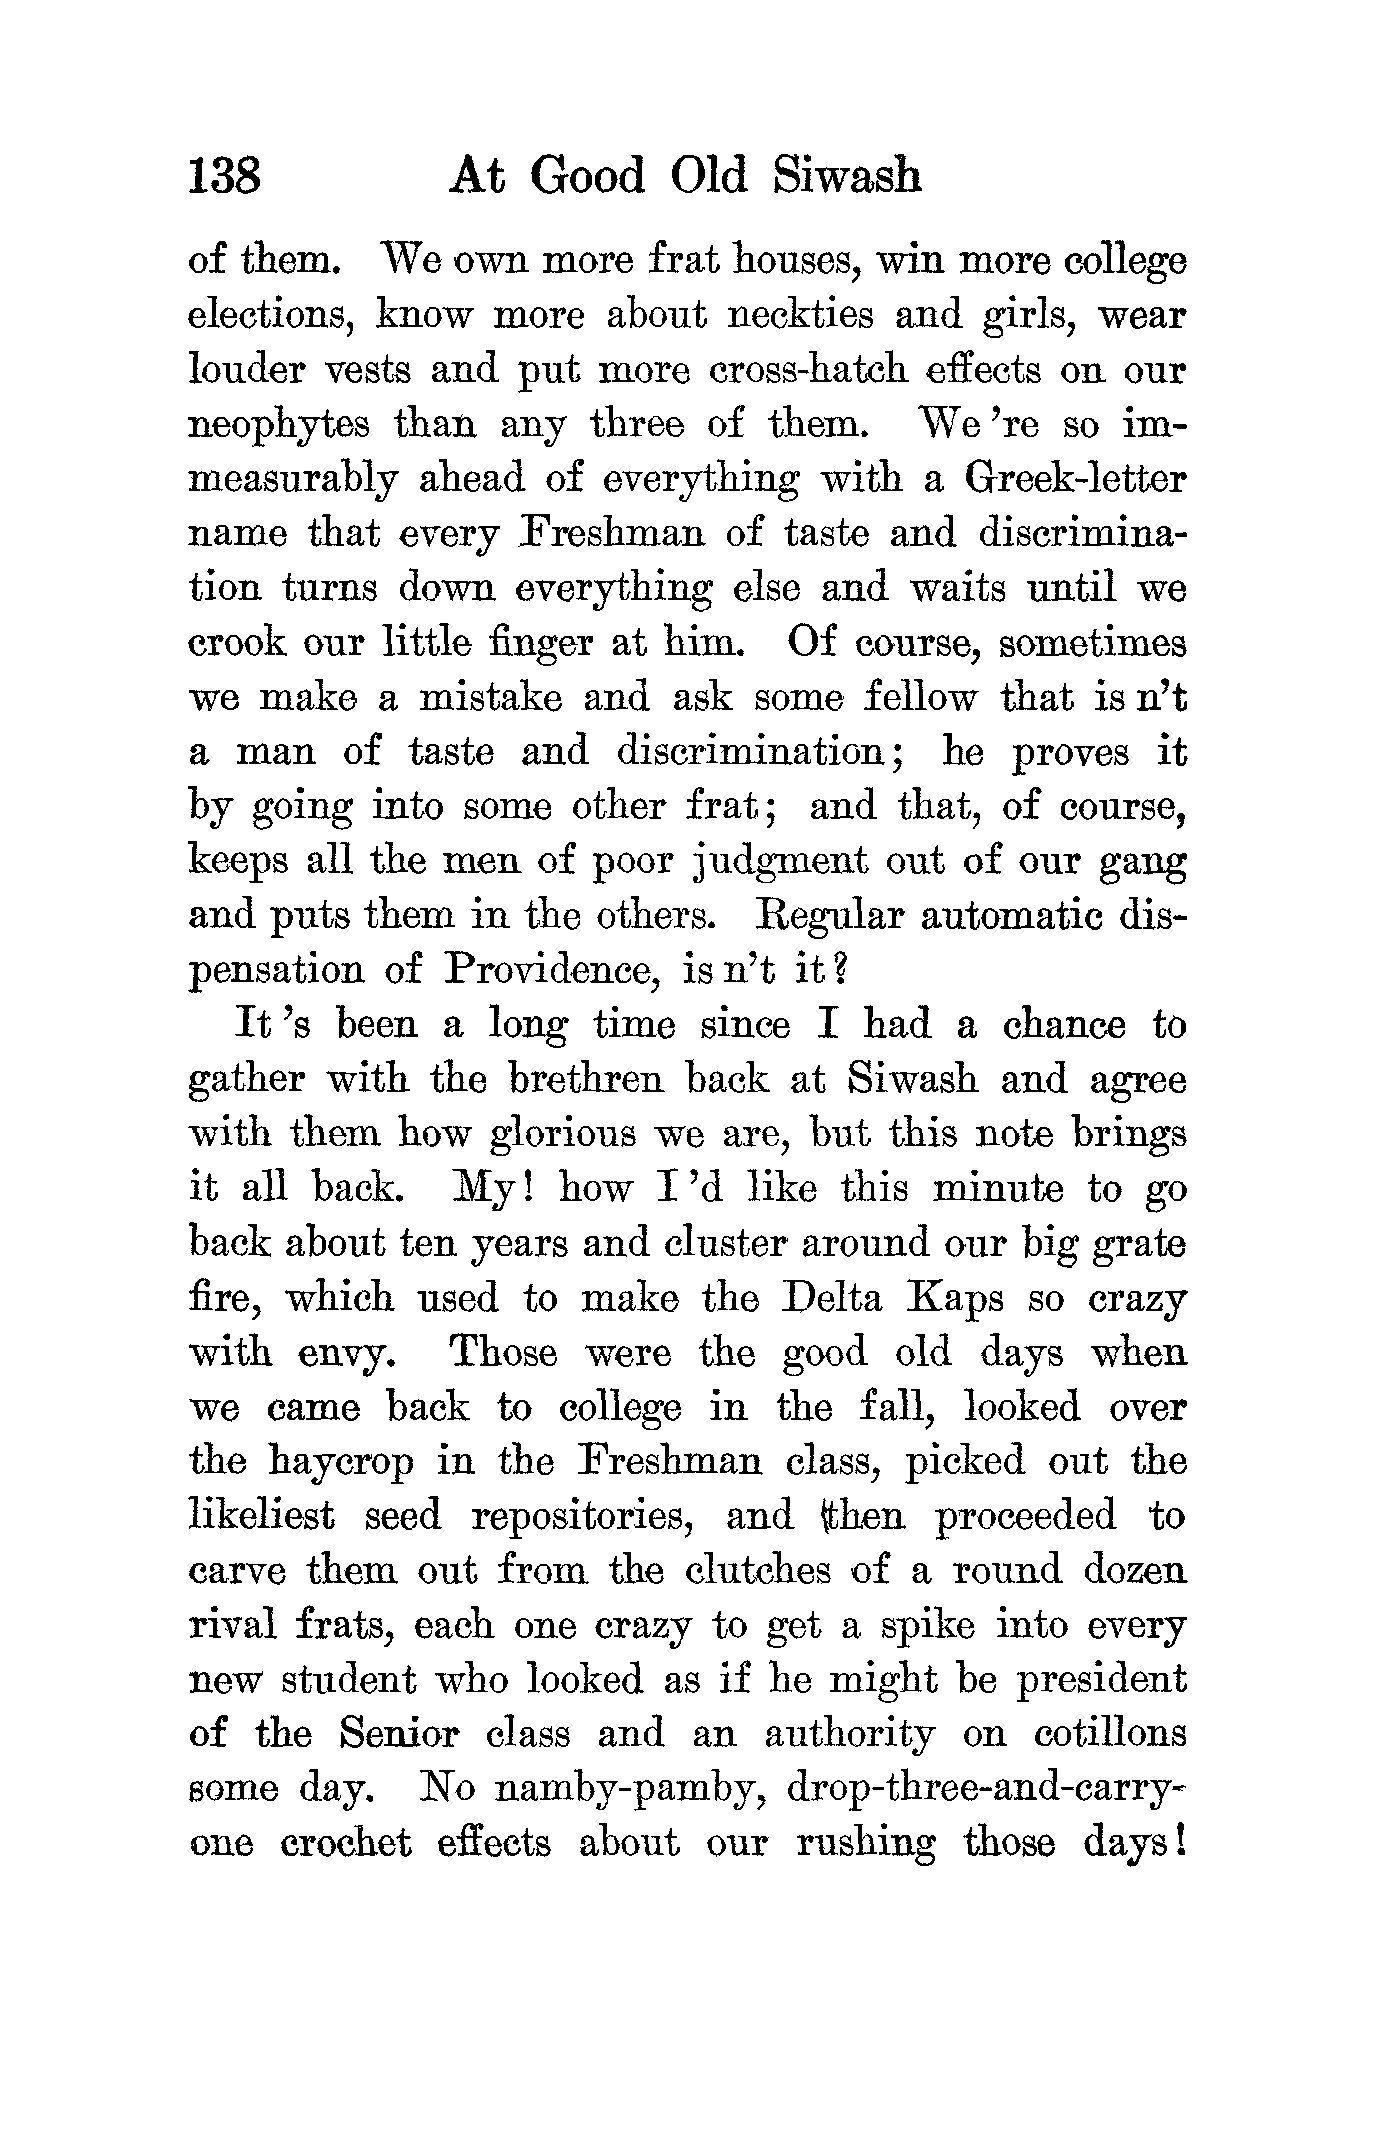 138 At Good Old Siwash
of them. We own more frat houses, win more college
elections, know more about neckties and girls, wear
louder vests and put more cross-hatch effects on our
neophytes than any three of them. We 're so im-
measurably ahead of everything with a Greek-letter
name that every Freshman of taste and discrimina-
tion turns down everything else and waits until we
crook our little finger at him. Of course, sometimes
we make a mistake and ask some fellow that is n't
a man of taste and discrimination; he proves it
by going into some other frat; and that, of course,
keeps all the men of poor judgment out of our gang
and puts them in the others. Regular automatic dis-
pensation of Providence, is n't it?
It 's been a long time since I had a chance to
gather with the brethren back at Siwash and agree
with them how glorious we are, but this note brings
it all back. My! how I 'd like this minute to go
back about ten years and cluster around our big grate
fire, which used to make the Delta Kaps so crazy
with envy. Those were the good old days when
we came back to college in the fall, looked over
the haycrop in the Freshman class, picked out the
likeliest seed repositories, and then proceeded to
carve them out from the clutches of a round dozen
rival frats, each one crazy to get a spike into every
new student who looked as if he might be president
of the Senior class and an authority on cotillons
some day. No namby-pamby, drop-three-and-carry-
one crochet effects about our rushing those days!